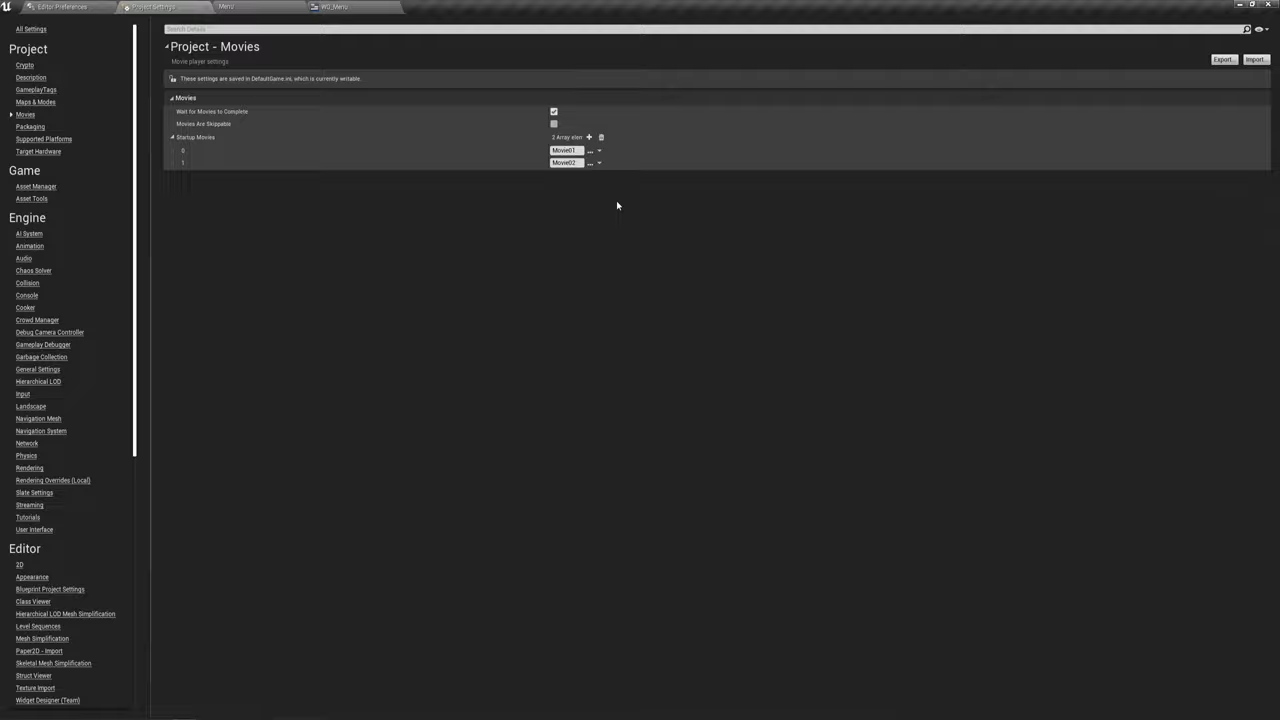 Editor Preferences
Project Settings
Menu
WD_Menu
All Settings
Project
Crypto
Description
GameplayTags
Maps & Modes
Movies
Packaging
Supported Platforms
Target Hardware
Game
Asset Manager
Asset Tools
Engine
AI System
Animation
Audio
Chaos Solver
Collision
Console
Cooker
Crowd Manager
Debug Camera Controller
Gameplay Debugger
Garbage Collection
General Settings
Hierarchical LOD
Input
Landscape
Navigation Mesh
Navigation System
Network
Physics
Rendering
Rendering Overrides (Local)
Slate Settings
Streaming
Tutorials
User Interface
Editor
2D
Appearance
Blueprint Project Settings
Class Viewer
Hierarchical LOD Mesh Simplification
Level Sequences
Mesh Simplification
Paper2D - Import
Skeletal Mesh Simplification
Struct Viewer
Texture Import
Widget Designer (Team)
Search Details
Project - Movies
Movie player settings
Export...
Import...
These settings are saved in DefaultGame.ini, which is currently writable.
Movies
Wait for Movies to Complete
Movies Are Skippable
Startup Movies
2 Array elem
0
Movie01
...
1
Movie02
...